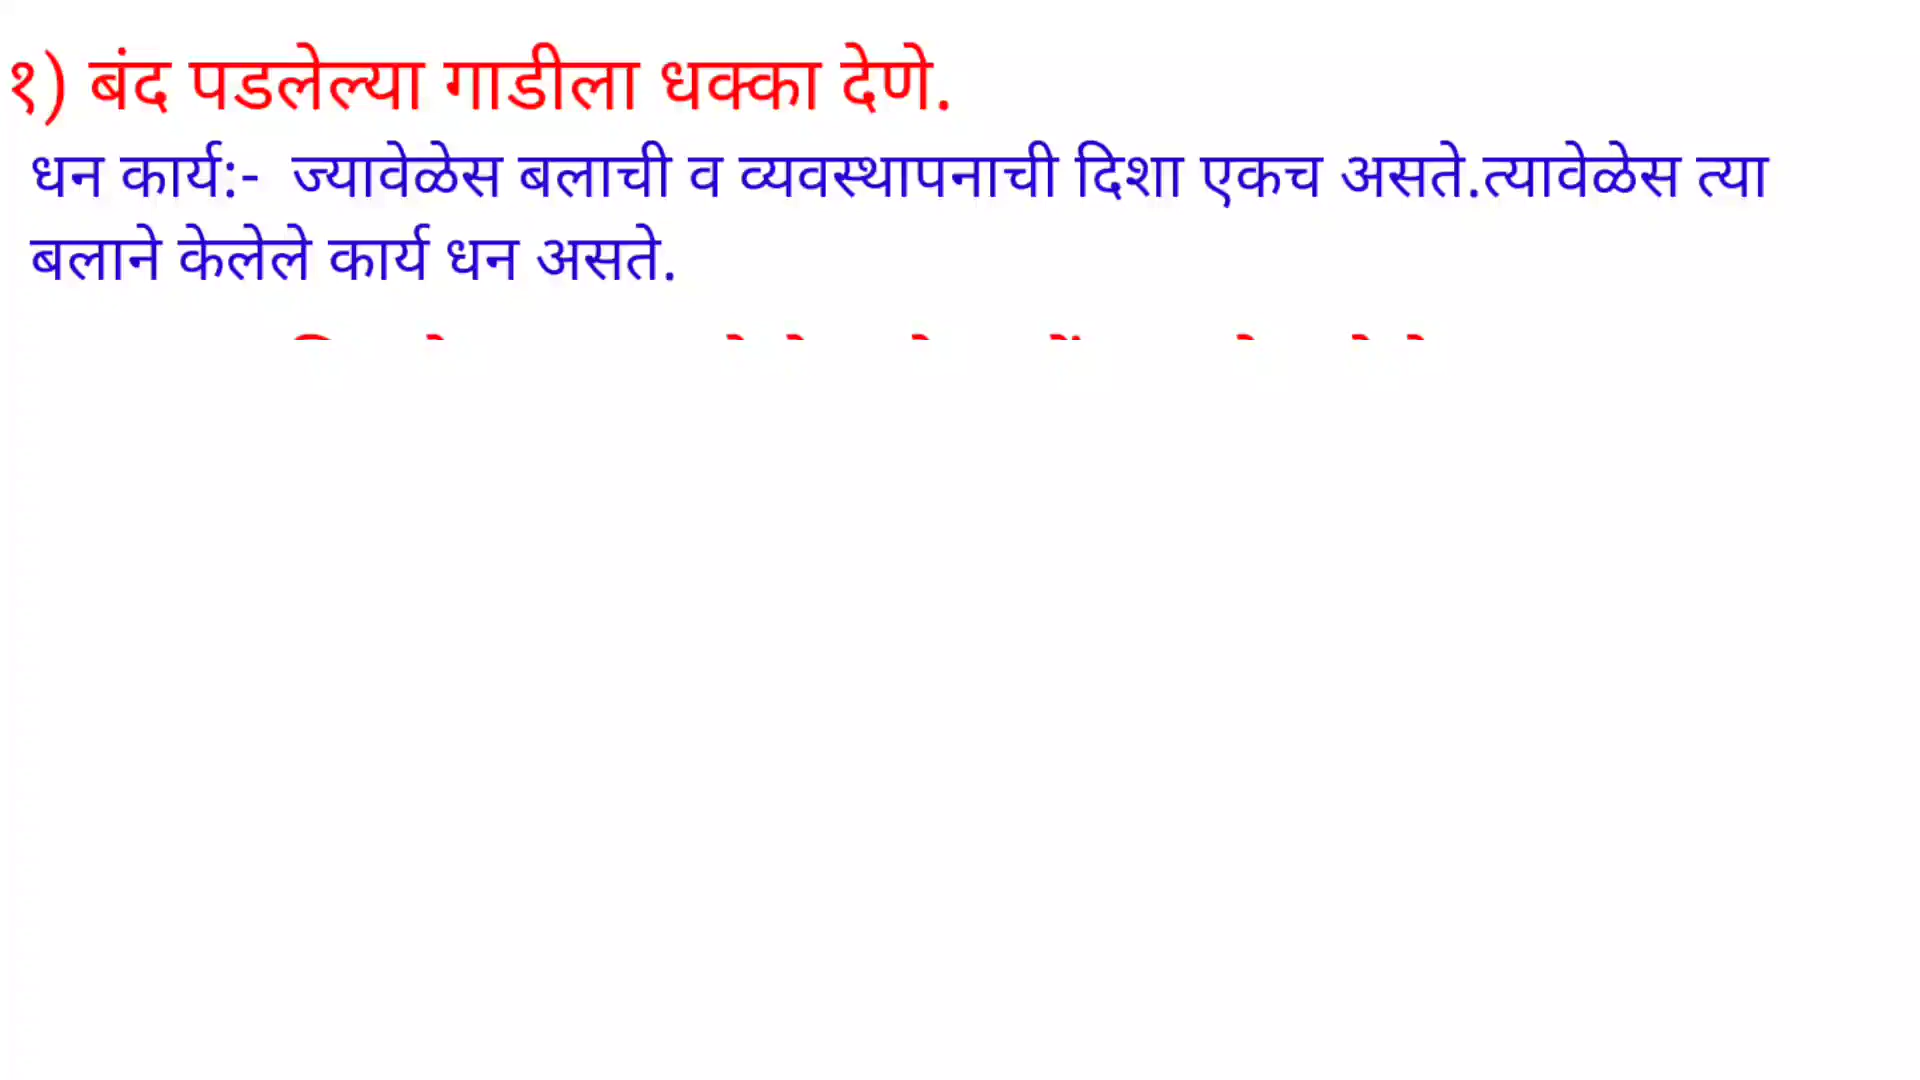 १) बंद पडलेल्या गाडीला धक्का देणे.
धन कार्य:- ज्यावेळेस बलाची व व्यवस्थापनाची दिशा एकच असते.त्यावेळेस त्या
बलाने केलेले कार्य धन असते.